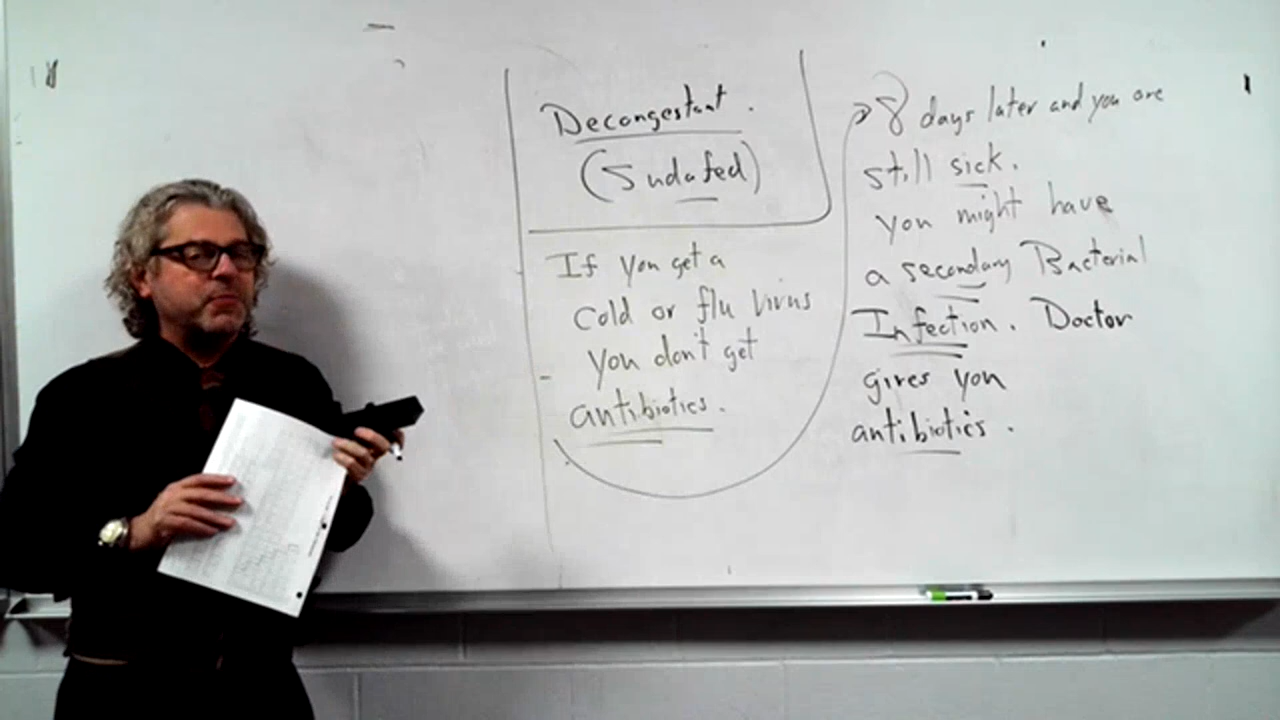 Decongestant.
(Sudafed)
If you get a
cold or flu virus
you don't get
antibiotics.
8 days later and you are
still sick.
you might have
a secondary Bacterial
Infection. Doctor
gives you
antibiotics.